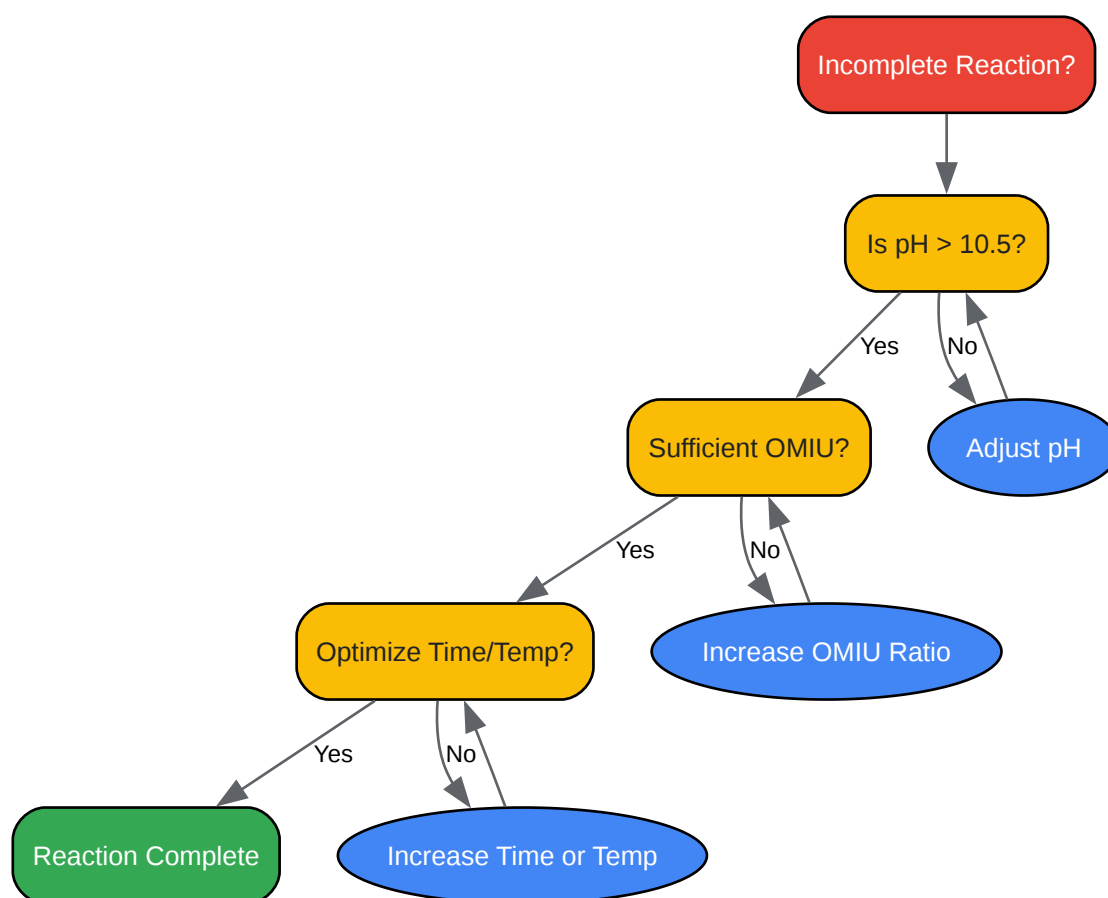 Incomplete Reaction?
Is pH > 10.5?
Yes
No
Sufficient OMIU?
Adjust pH
Yes
No
Optimize Time/Temp?
Increase OMIU Ratio
Yes
No
Reaction Complete
Increase Time or Temp